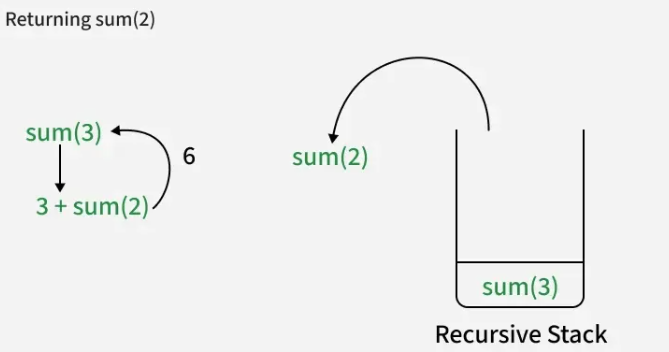 Returning sum(2)
sum(3)
6
3 + sum(2)
sum(2)
sum(3)
Recursive Stack